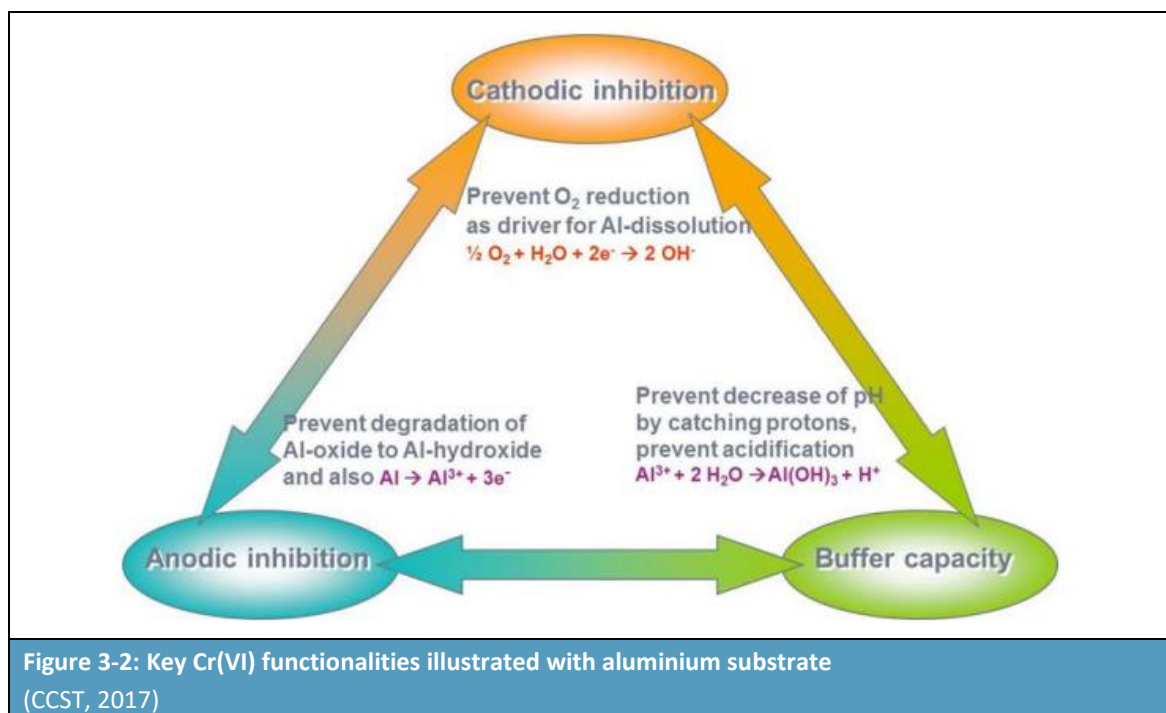 Cathodic inhibition
Prevent O₂ reduction
as driver for Al-dissolution
½ O₂ + H₂O + 2e⁻ → 2 OH⁻
Prevent degradation of
Al-oxide to Al-hydroxide
and also Al → Al³⁺ + 3e⁻
Prevent decrease of pH
by catching protons,
prevent acidification
Al³⁺ + 2 H₂O →Al(OH)₃ + H⁺
Anodic inhibition
Buffer capacity
Figure 3-2: Key Cr(VI) functionalities illustrated with aluminium substrate
(CCST, 2017)